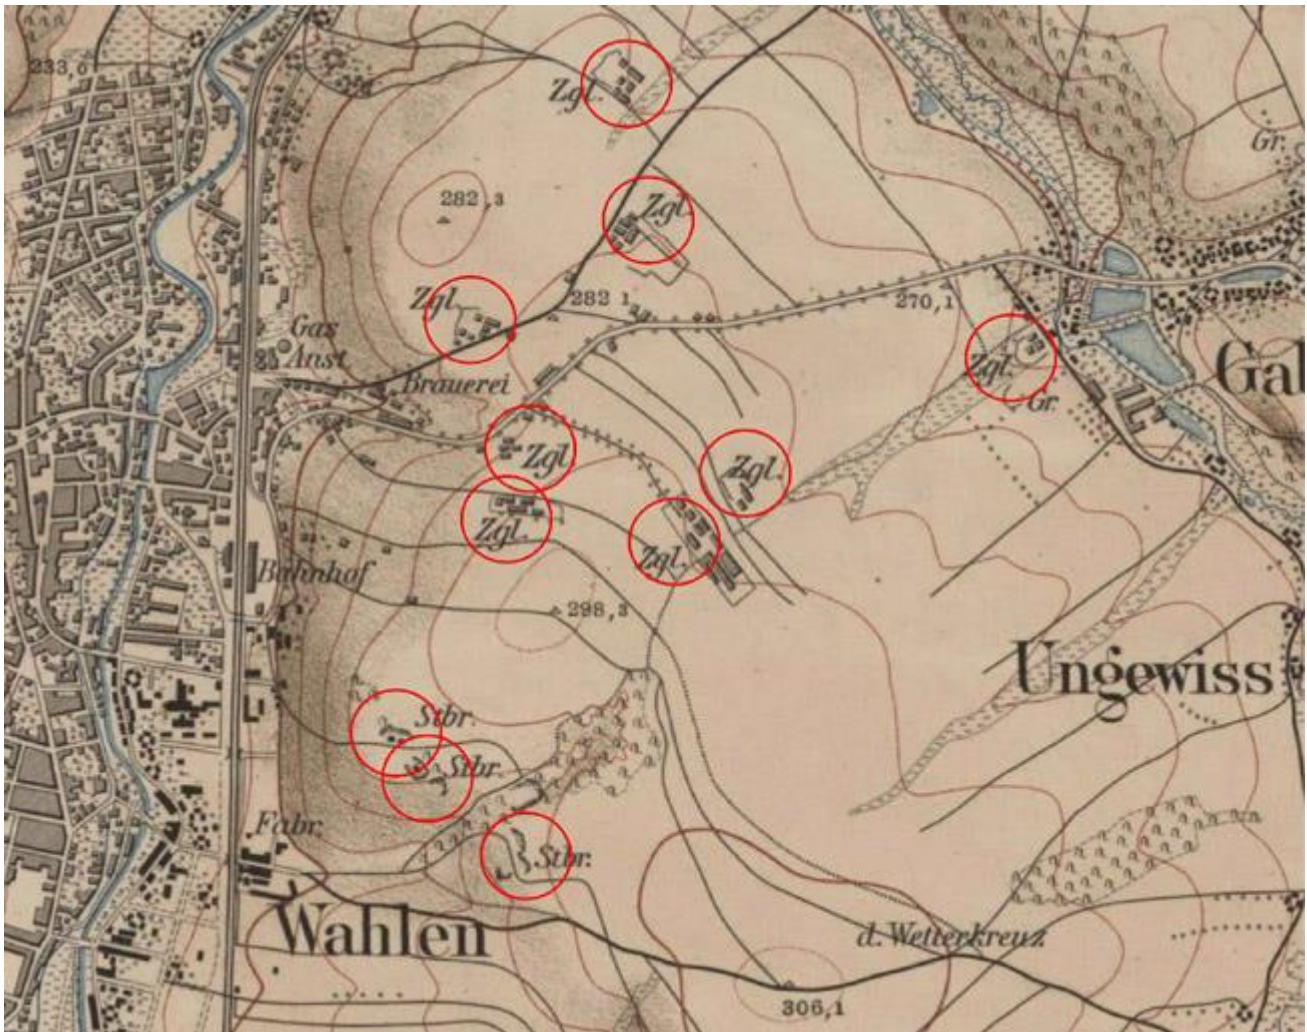 233,0
Zgl.
Gr.
282,3
Zgl.
Zgl.
282 1
270,1
Gas
Anst
Zgl.
Gal
Brauerei
Gr.
Zgl
Zgl.
Zgl.
Zgl.
Bahnhof
298,3
Ungewiss
Stbr.
Stbr.
Fabr.
Stbr.
Wahlen
d. Wetterkreuz
306,1